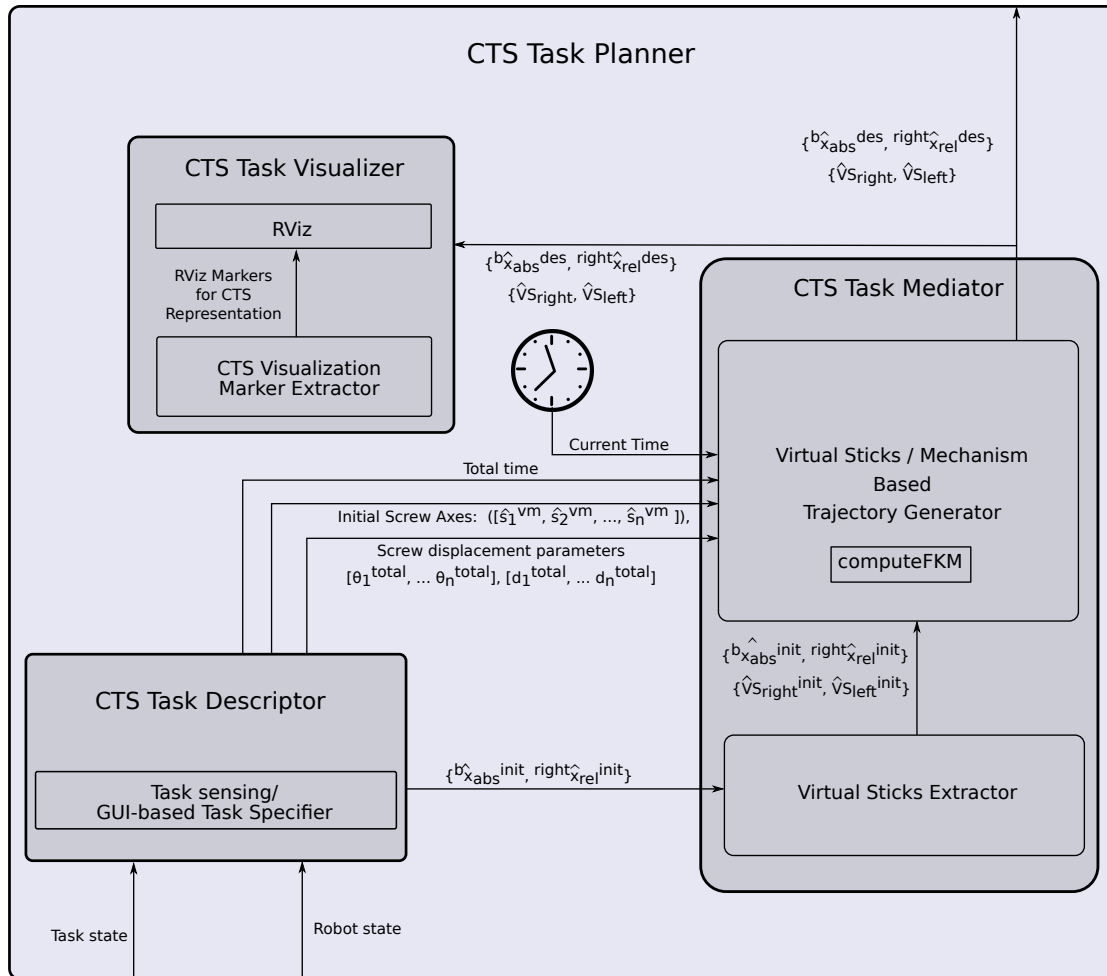 CTS Task Planner
{ᵇx̂_abs^des, ^right x̂_rel^des}
{V̂S_right, V̂S_left}
CTS Task Visualizer
RViz
RViz Markers
for CTS
Representation
CTS Visualization
Marker Extractor
{ᵇx̂_abs^des, ^right x̂_rel^des}
{V̂S_right, V̂S_left}
CTS Task Mediator
Current Time
Total time
Initial Screw Axes: ([ŝ_1^vm, ŝ_2^vm, ..., ŝ_n^vm ]),
Screw displacement parameters
[θ_1^total, ... θ_n^total], [d_1^total, ... d_n^total]
Virtual Sticks / Mechanism
Based
Trajectory Generator
computeFKM
{ᵇx̂_abs^init, ^right x̂_rel^init}
{V̂S_right^init, V̂S_left^init}
CTS Task Descriptor
Task sensing/
GUI-based Task Specifier
{ᵇx̂_abs^init, ^right x̂_rel^init}
Virtual Sticks Extractor
Task state
Robot state